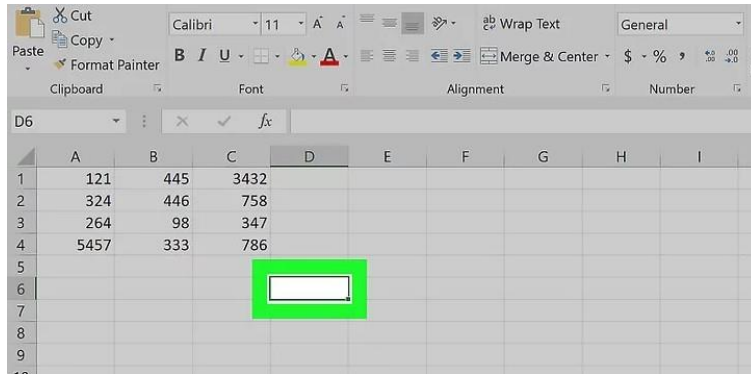 Cut
Calibri 11 A A ab Wrap Text General
Paste Copy
Format Painter B I U A Merge & Center $ % , .00
Clipboard Font Alignment Number
D6 fx
A B C D E F G H I
1 121 445 3432
2 324 446 758
3 264 98 347
4 5457 333 786
5
6
7
8
9